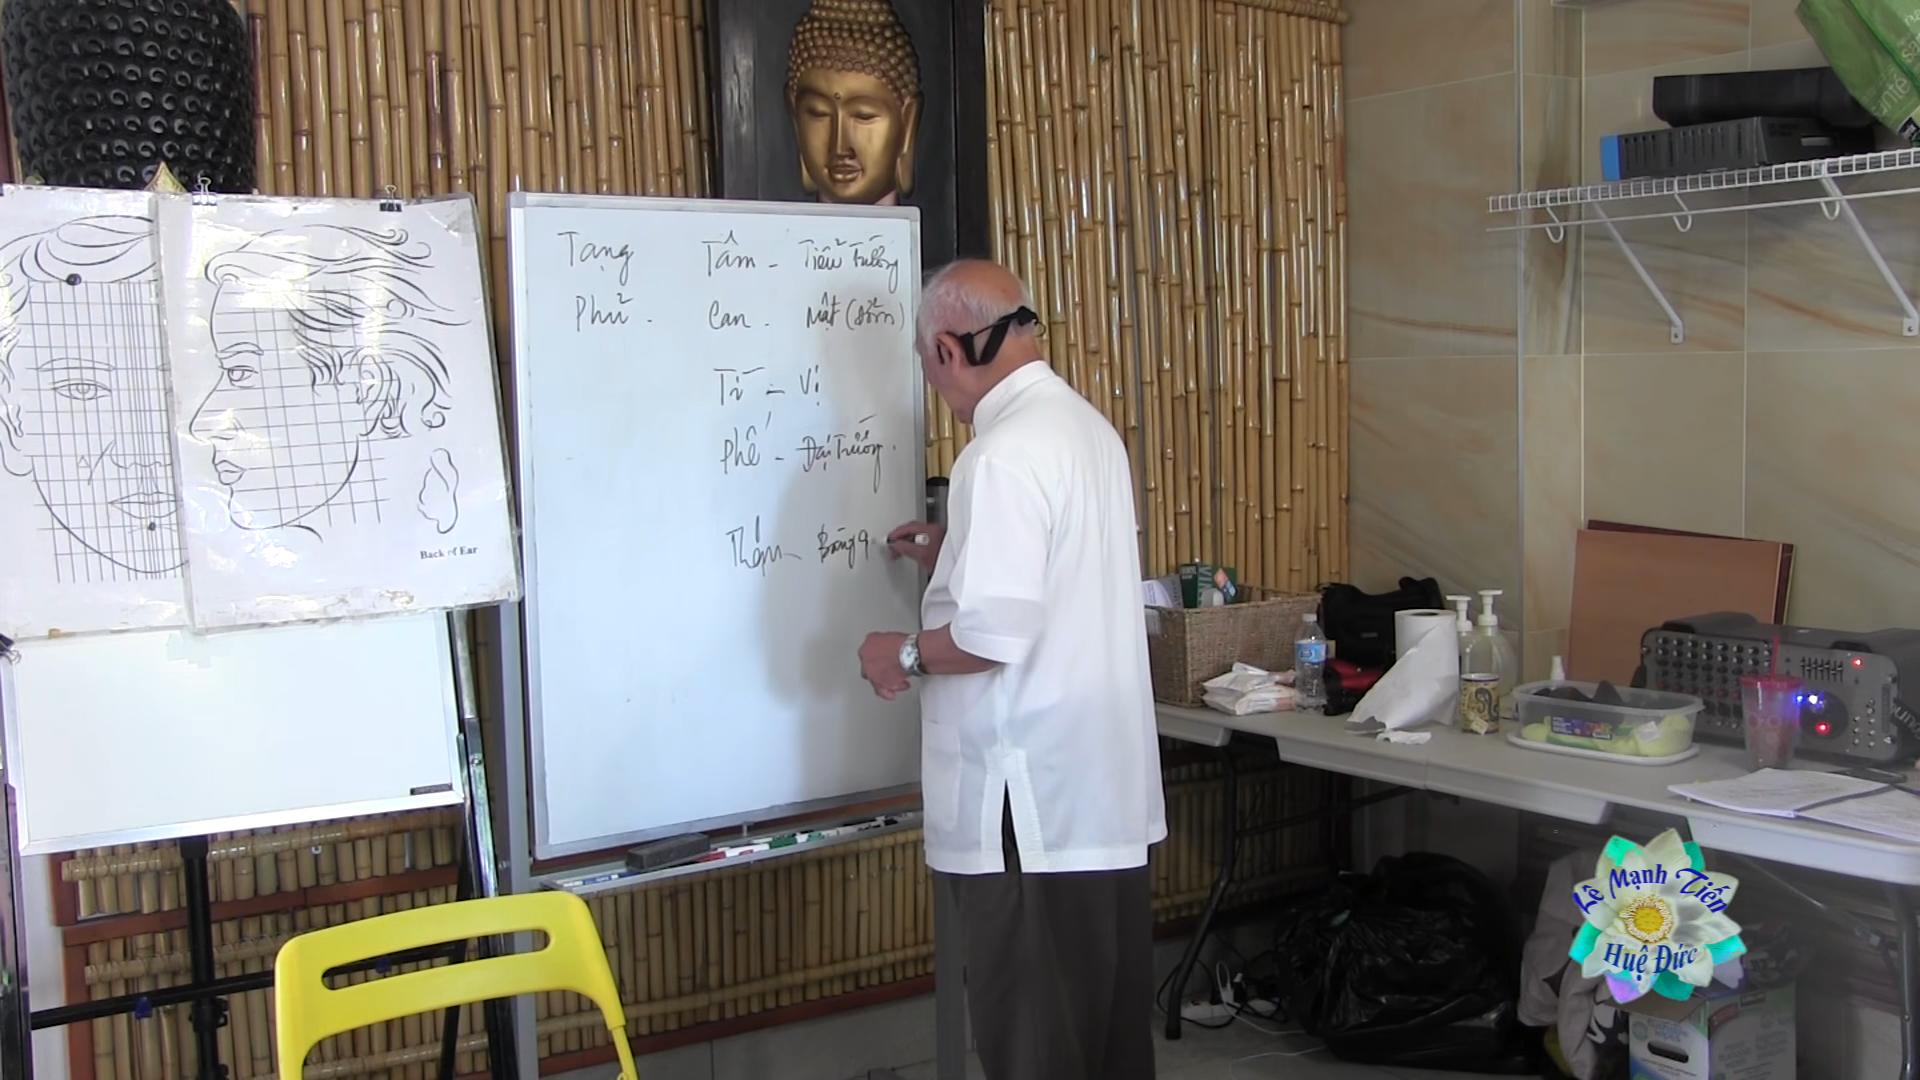 Tạng Tâm - Tiểu trường
Phủ. Can. Mật (đởm)
Tì - Vị
Phế - Đại Trường.
Thận - Bàng q
Back of Ear
Lê Mạnh Tiến
Huệ Đức